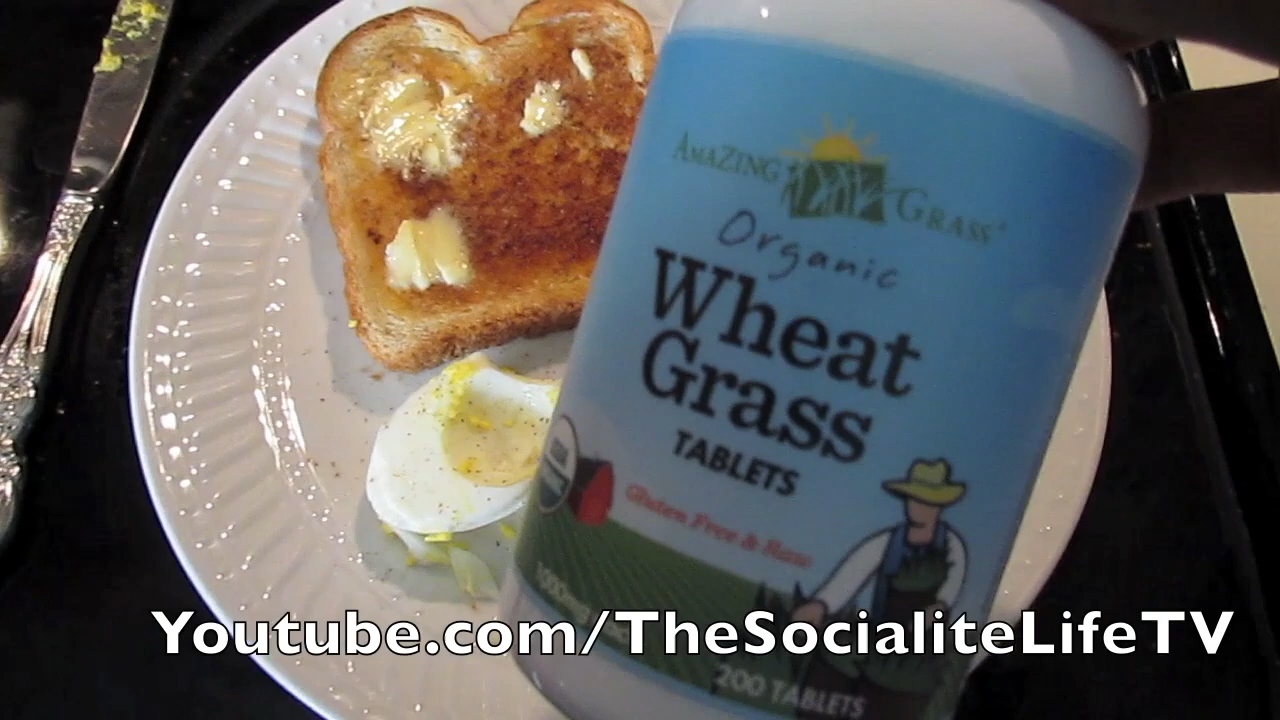 AMAZING GRASS
Organic
Wheat
Grass
TABLETS
Gluten Free & Raw
200 TABLETS
Youtube.com/TheSocialiteLifeTV